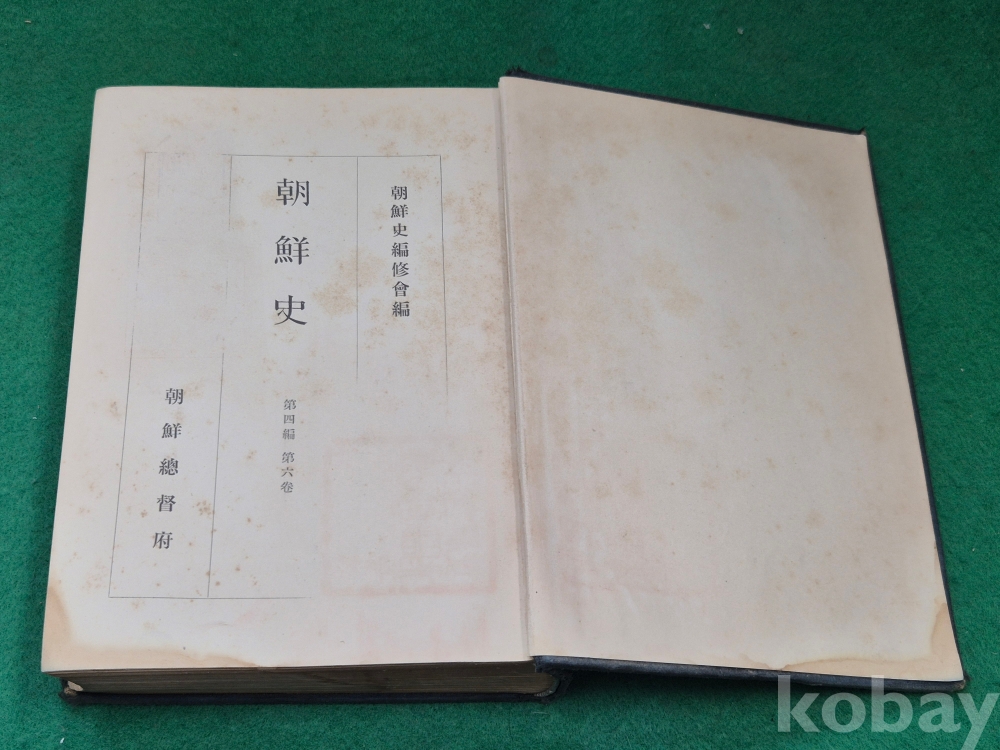 朝鮮史編修會編
朝鮮史
第四編 第六卷
朝鮮總督府
kobay